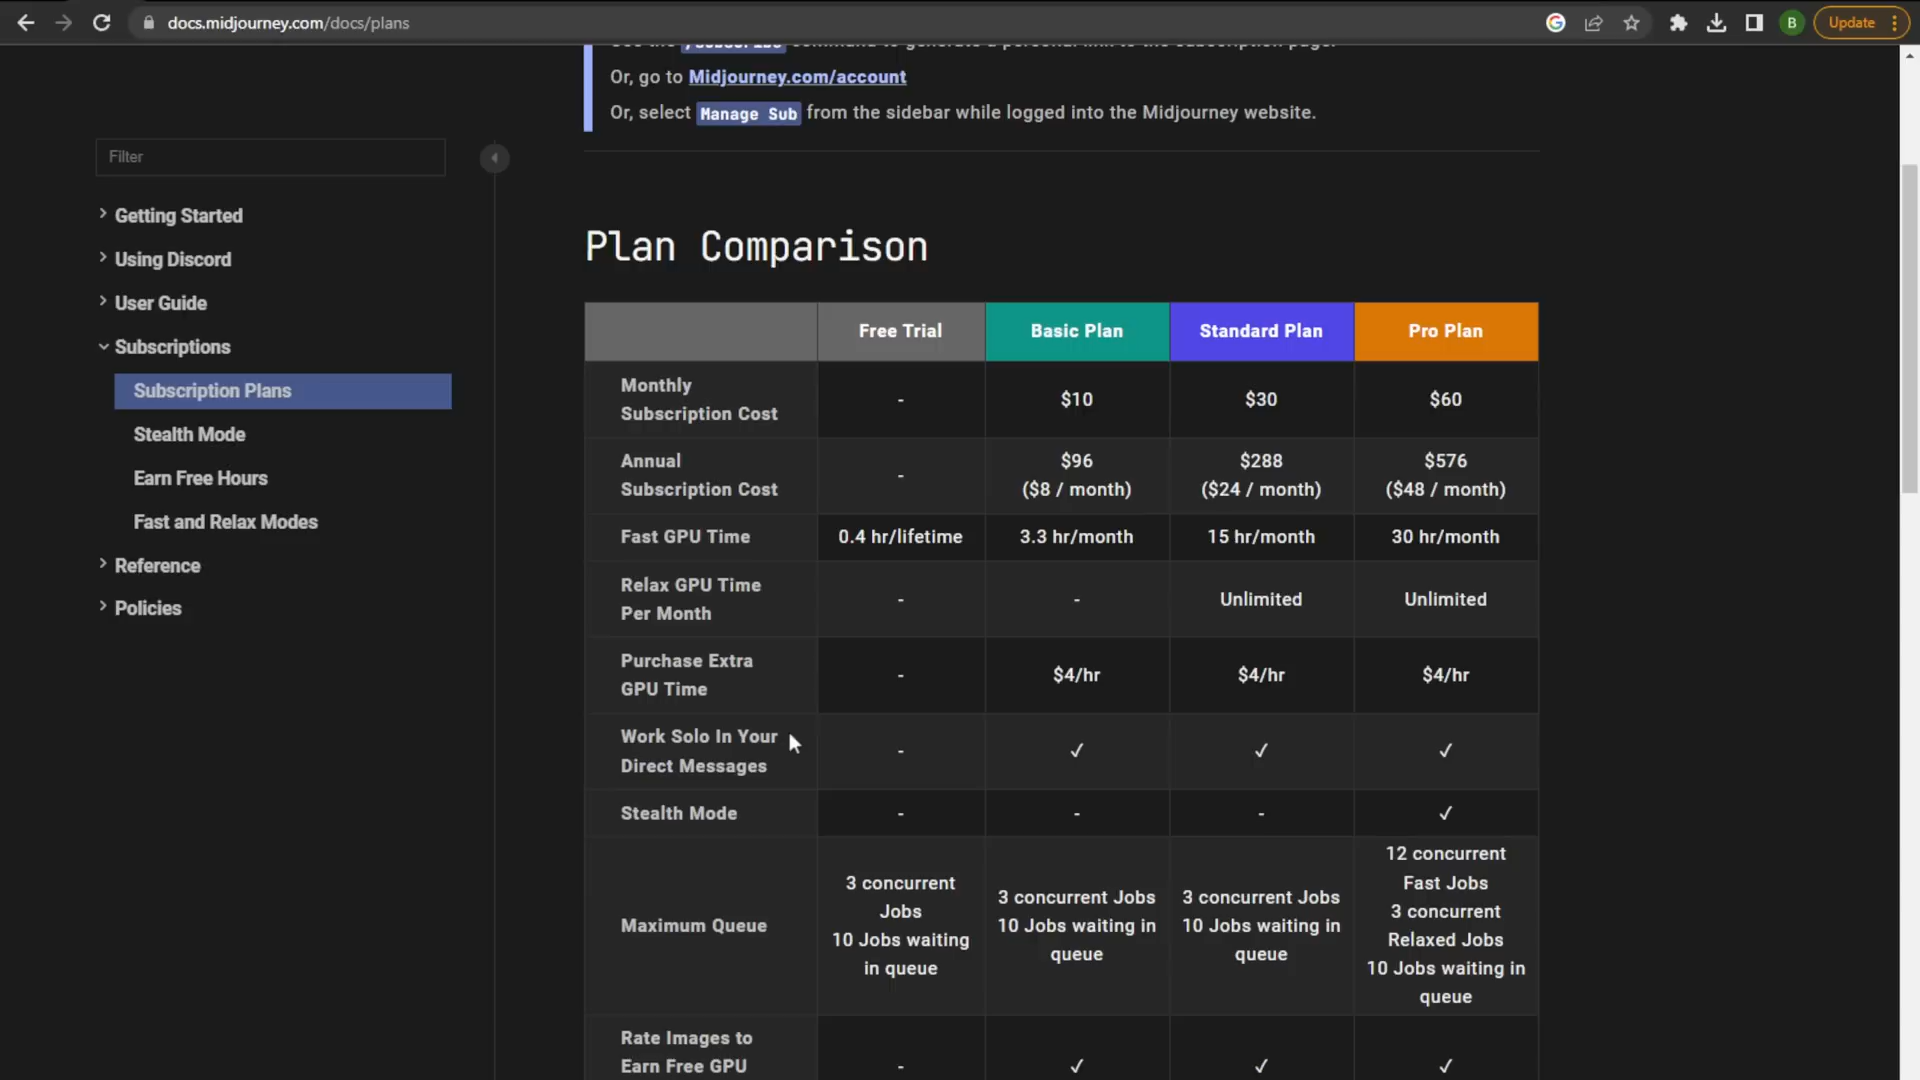 docs.midjourney.com/docs/plans
B
Update
Or, go to Midjourney.com/account
Or, select Manage Sub from the sidebar while logged into the Midjourney website.
Filter
Getting Started
Using Discord
User Guide
Subscriptions
Subscription Plans
Stealth Mode
Earn Free Hours
Fast and Relax Modes
Reference
Policies
Plan Comparison
Free Trial
Basic Plan
Standard Plan
Pro Plan
Monthly
Subscription Cost
-
$10
$30
$60
Annual
Subscription Cost
-
$96
($8 / month)
$288
($24 / month)
$576
($48 / month)
Fast GPU Time
0.4 hr/lifetime
3.3 hr/month
15 hr/month
30 hr/month
Relax GPU Time
Per Month
-
-
Unlimited
Unlimited
Purchase Extra
GPU Time
-
$4/hr
$4/hr
$4/hr
Work Solo In Your
Direct Messages
-
✓
✓
✓
Stealth Mode
-
-
-
✓
Maximum Queue
3 concurrent
Jobs
10 Jobs waiting
in queue
3 concurrent Jobs
10 Jobs waiting in
queue
3 concurrent Jobs
10 Jobs waiting in
queue
12 concurrent
Fast Jobs
3 concurrent
Relaxed Jobs
10 Jobs waiting in
queue
Rate Images to
Earn Free GPU
-
✓
✓
✓